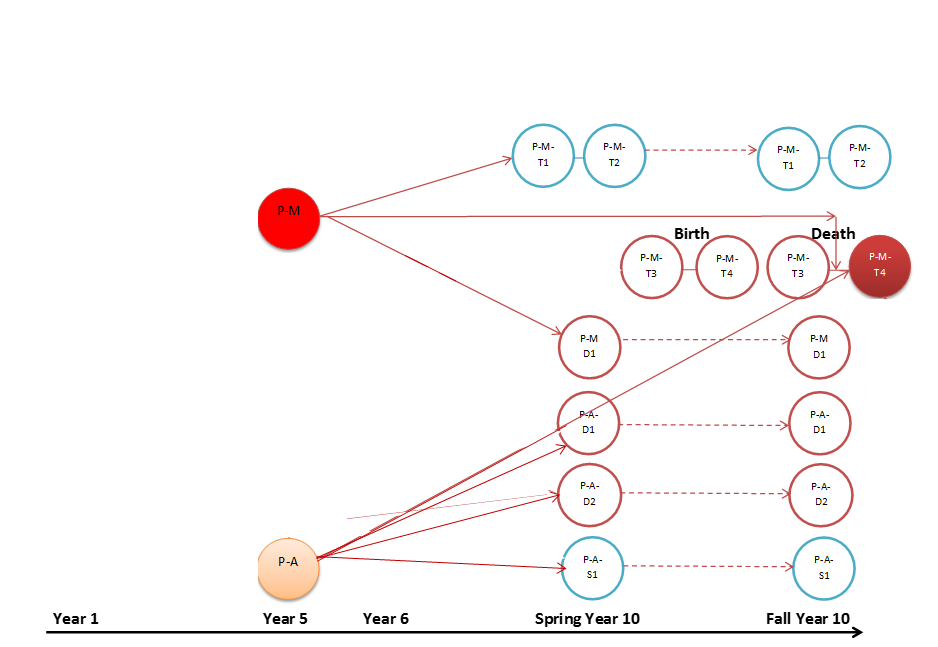 P-M- P-M- P-M- P-M-
T1 T2 T1 T2
P-M
Birth Death
P-M- P-M- P-M- P-M-
T3 T4 T3 T4
P-M P-M
D1 D1
P-A- P-A-
D1 D1
P-A- P-A-
D2 D2
P-A
P-A- P-A-
S1 S1
Year 1 Year 5 Year 6 Spring Year 10 Fall Year 10